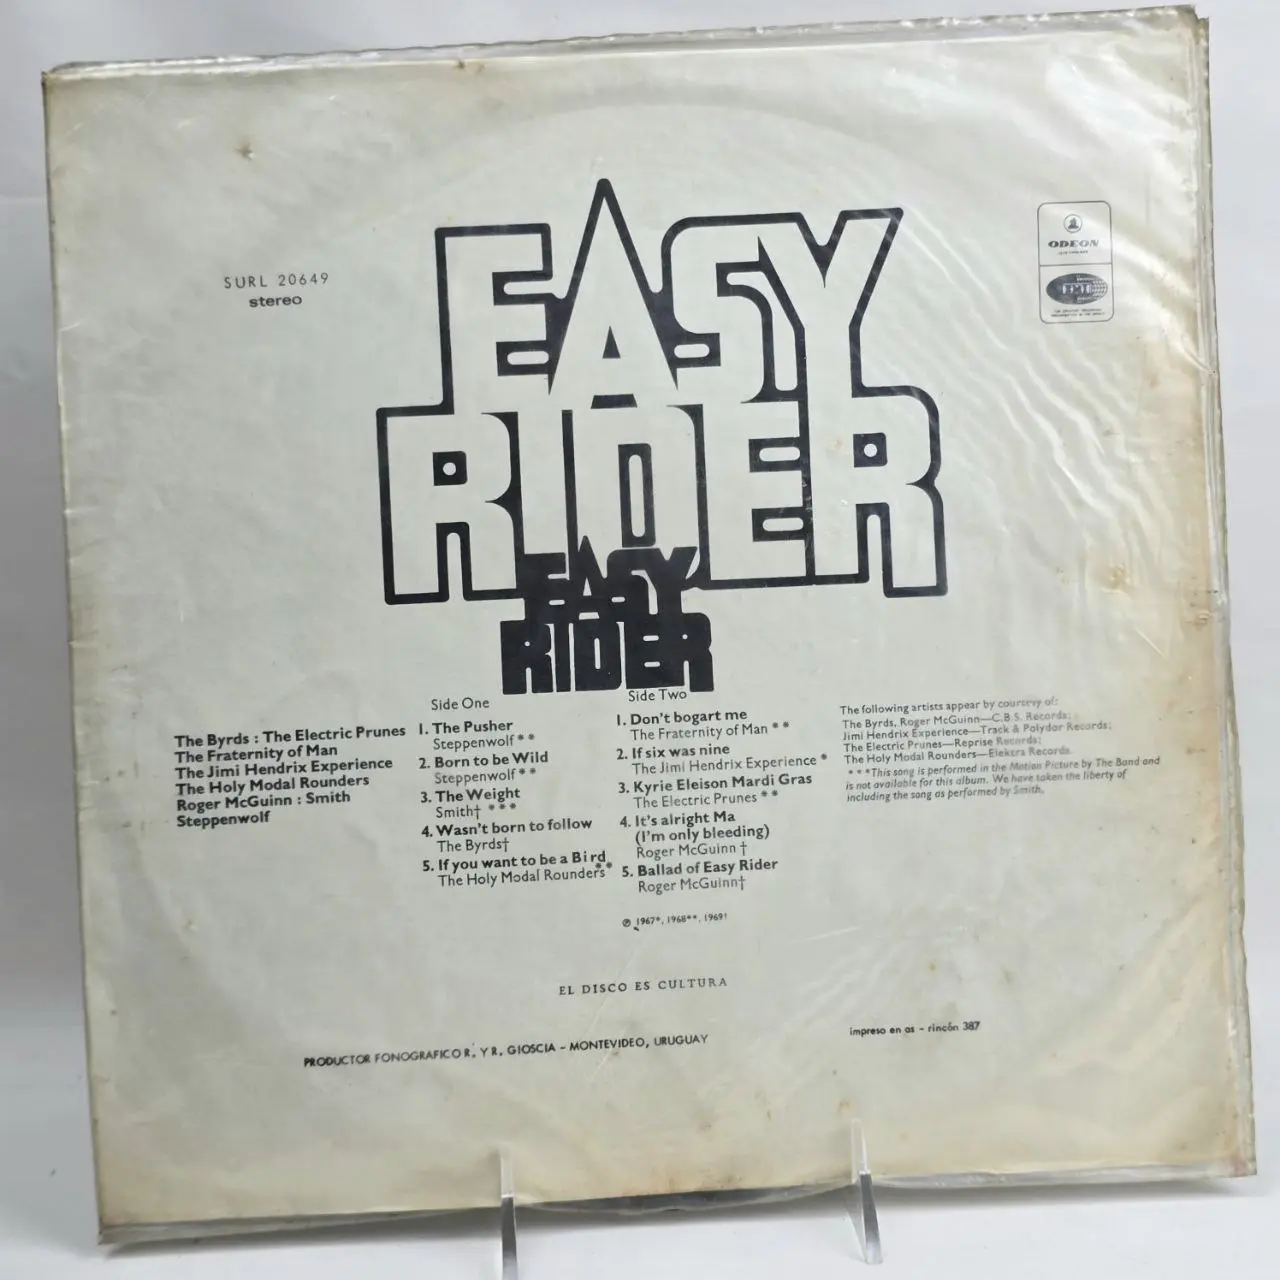 SURL 20649
stereo
EASY
RIDER
EASY
RIDER
ODEON
EMI
The Byrds : The Electric Prunes
The Fraternity of Man
The Jimi Hendrix Experience
The Holy Modal Rounders
Roger McGuinn : Smith
Steppenwolf
Side One
1. The Pusher
Steppenwolf * *
2. Born to be Wild
Steppenwolf * *
3. The Weight
Smith† * * *
4. Wasn't born to follow
The Byrds†
5. If you want to be a Bird
The Holy Modal Rounders * *
Side Two
1. Don't bogart me
The Fraternity of Man * *
2. If six was nine
The Jimi Hendrix Experience *
3. Kyrie Eleison Mardi Gras
The Electric Prunes * *
4. It's alright Ma
(I'm only bleeding)
Roger McGuinn †
5. Ballad of Easy Rider
Roger McGuinn†
℗ 1967*, 1968**, 1969†
The following artists appear by courtesy of:
The Byrds, Roger McGuinn—C.B.S. Records;
Jimi Hendrix Experience—Track & Polydor Records;
The Electric Prunes—Reprise Records;
The Holy Modal Rounders—Elektra Records.
* * *This song is performed in the Motion Picture by The Band and
is not available for this album. We have taken the liberty of
including the song as performed by Smith.
EL DISCO ES CULTURA
PRODUCTOR FONOGRAFICO R. Y R. GIOSCIA - MONTEVIDEO, URUGUAY
impreso en as - rincón 387